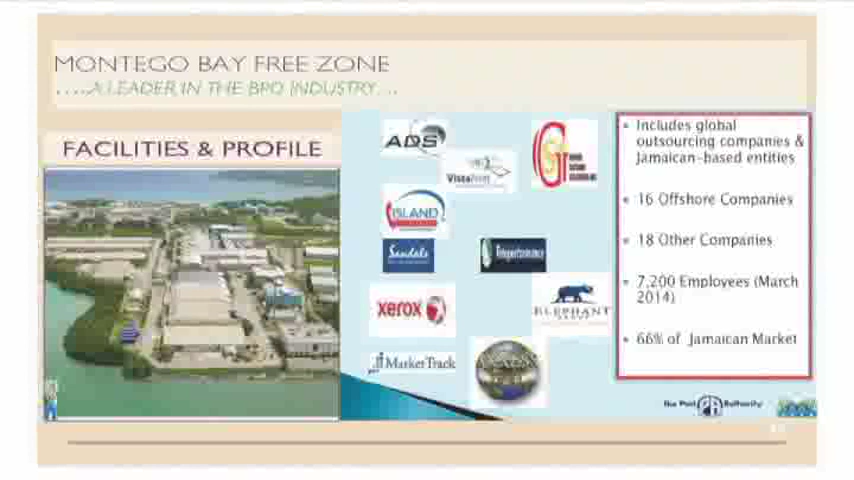 MONTEGO BAY FREE ZONE
.....A LEADER IN THE BPO INDUSTRY...
FACILITIES & PROFILE
ADS
VistaPrint
ISLAND
Sandals
Teleperformance
xerox
ELEPHANT
MarketTrack
• Includes global
outsourcing companies &
Jamaican-based entities
• 16 Offshore Companies
• 18 Other Companies
• 7,200 Employees (March
2014)
• 66% of Jamaican Market
The Port Authority